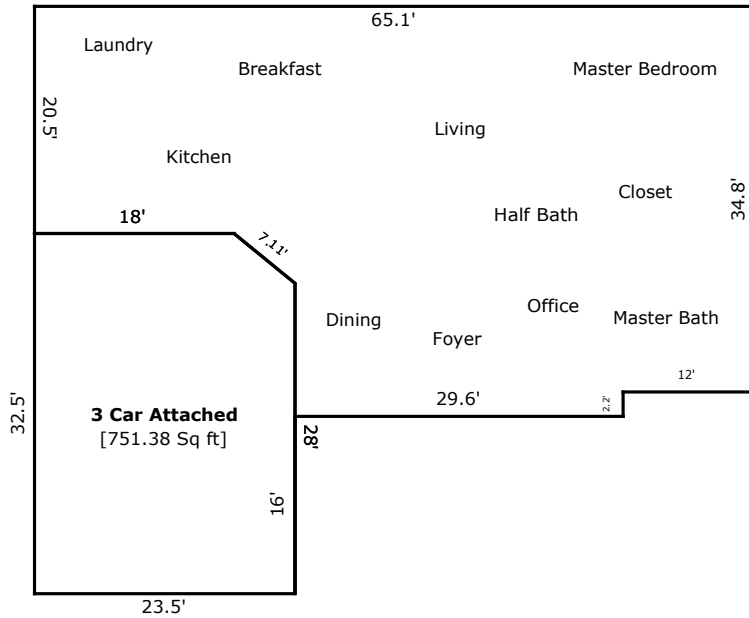 65.1'
Laundry
Breakfast
Master Bedroom
20.5'
Living
Kitchen
34.8'
Closet
18'
Half Bath
7.11'
Office
Dining
Master Bath
Foyer
12'
29.6'
2.2'
32.5'
3 Car Attached
[751.38 Sq ft]
28'
16'
23.5'